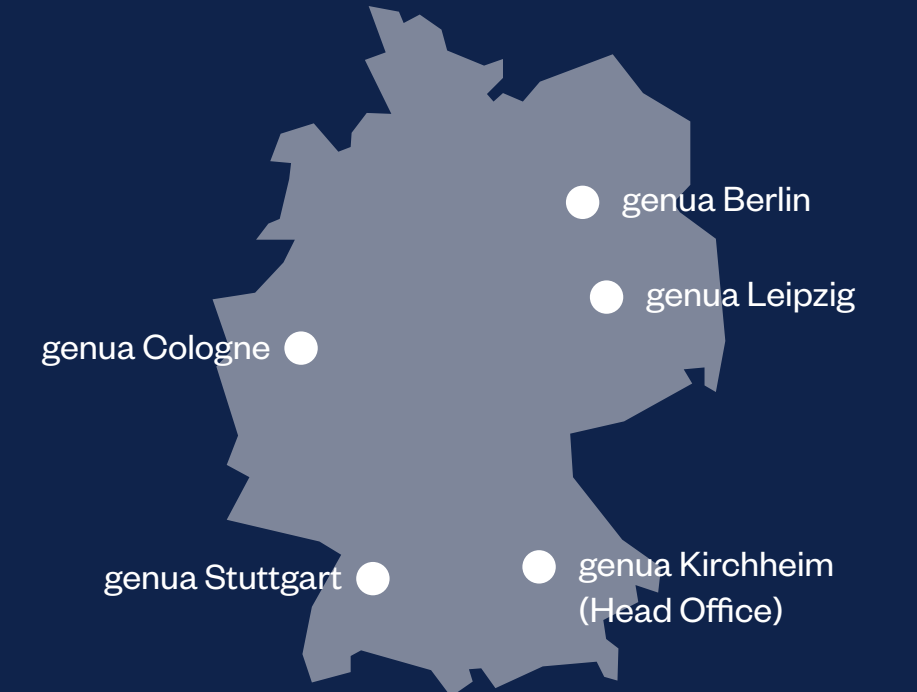 genua Berlin
genua Leipzig
genua Cologne
genua Stuttgart
genua Kirchheim
(Head Office)